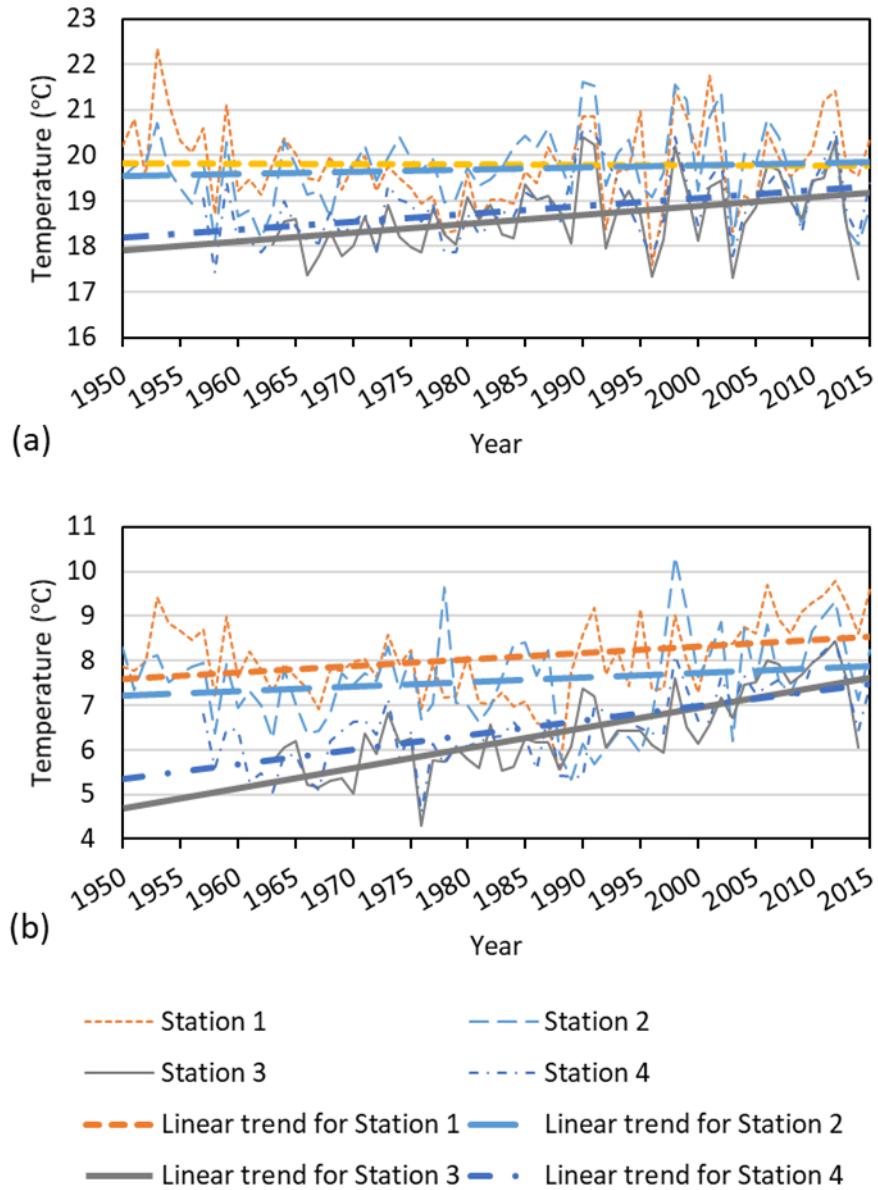 23
22
21
20
19
18
17
16
Temperature (°C)
1950 1955 1960 1965 1970 1975 1980 1985 1990 1995 2000 2005 2010 2015
(a)
Year
11
10
9
8
7
6
5
4
Temperature (°C)
1950 1955 1960 1965 1970 1975 1980 1985 1990 1995 2000 2005 2010 2015
(b)
Year
Station 1 Station 2
Station 3 Station 4
Linear trend for Station 1 Linear trend for Station 2
Linear trend for Station 3 Linear trend for Station 4